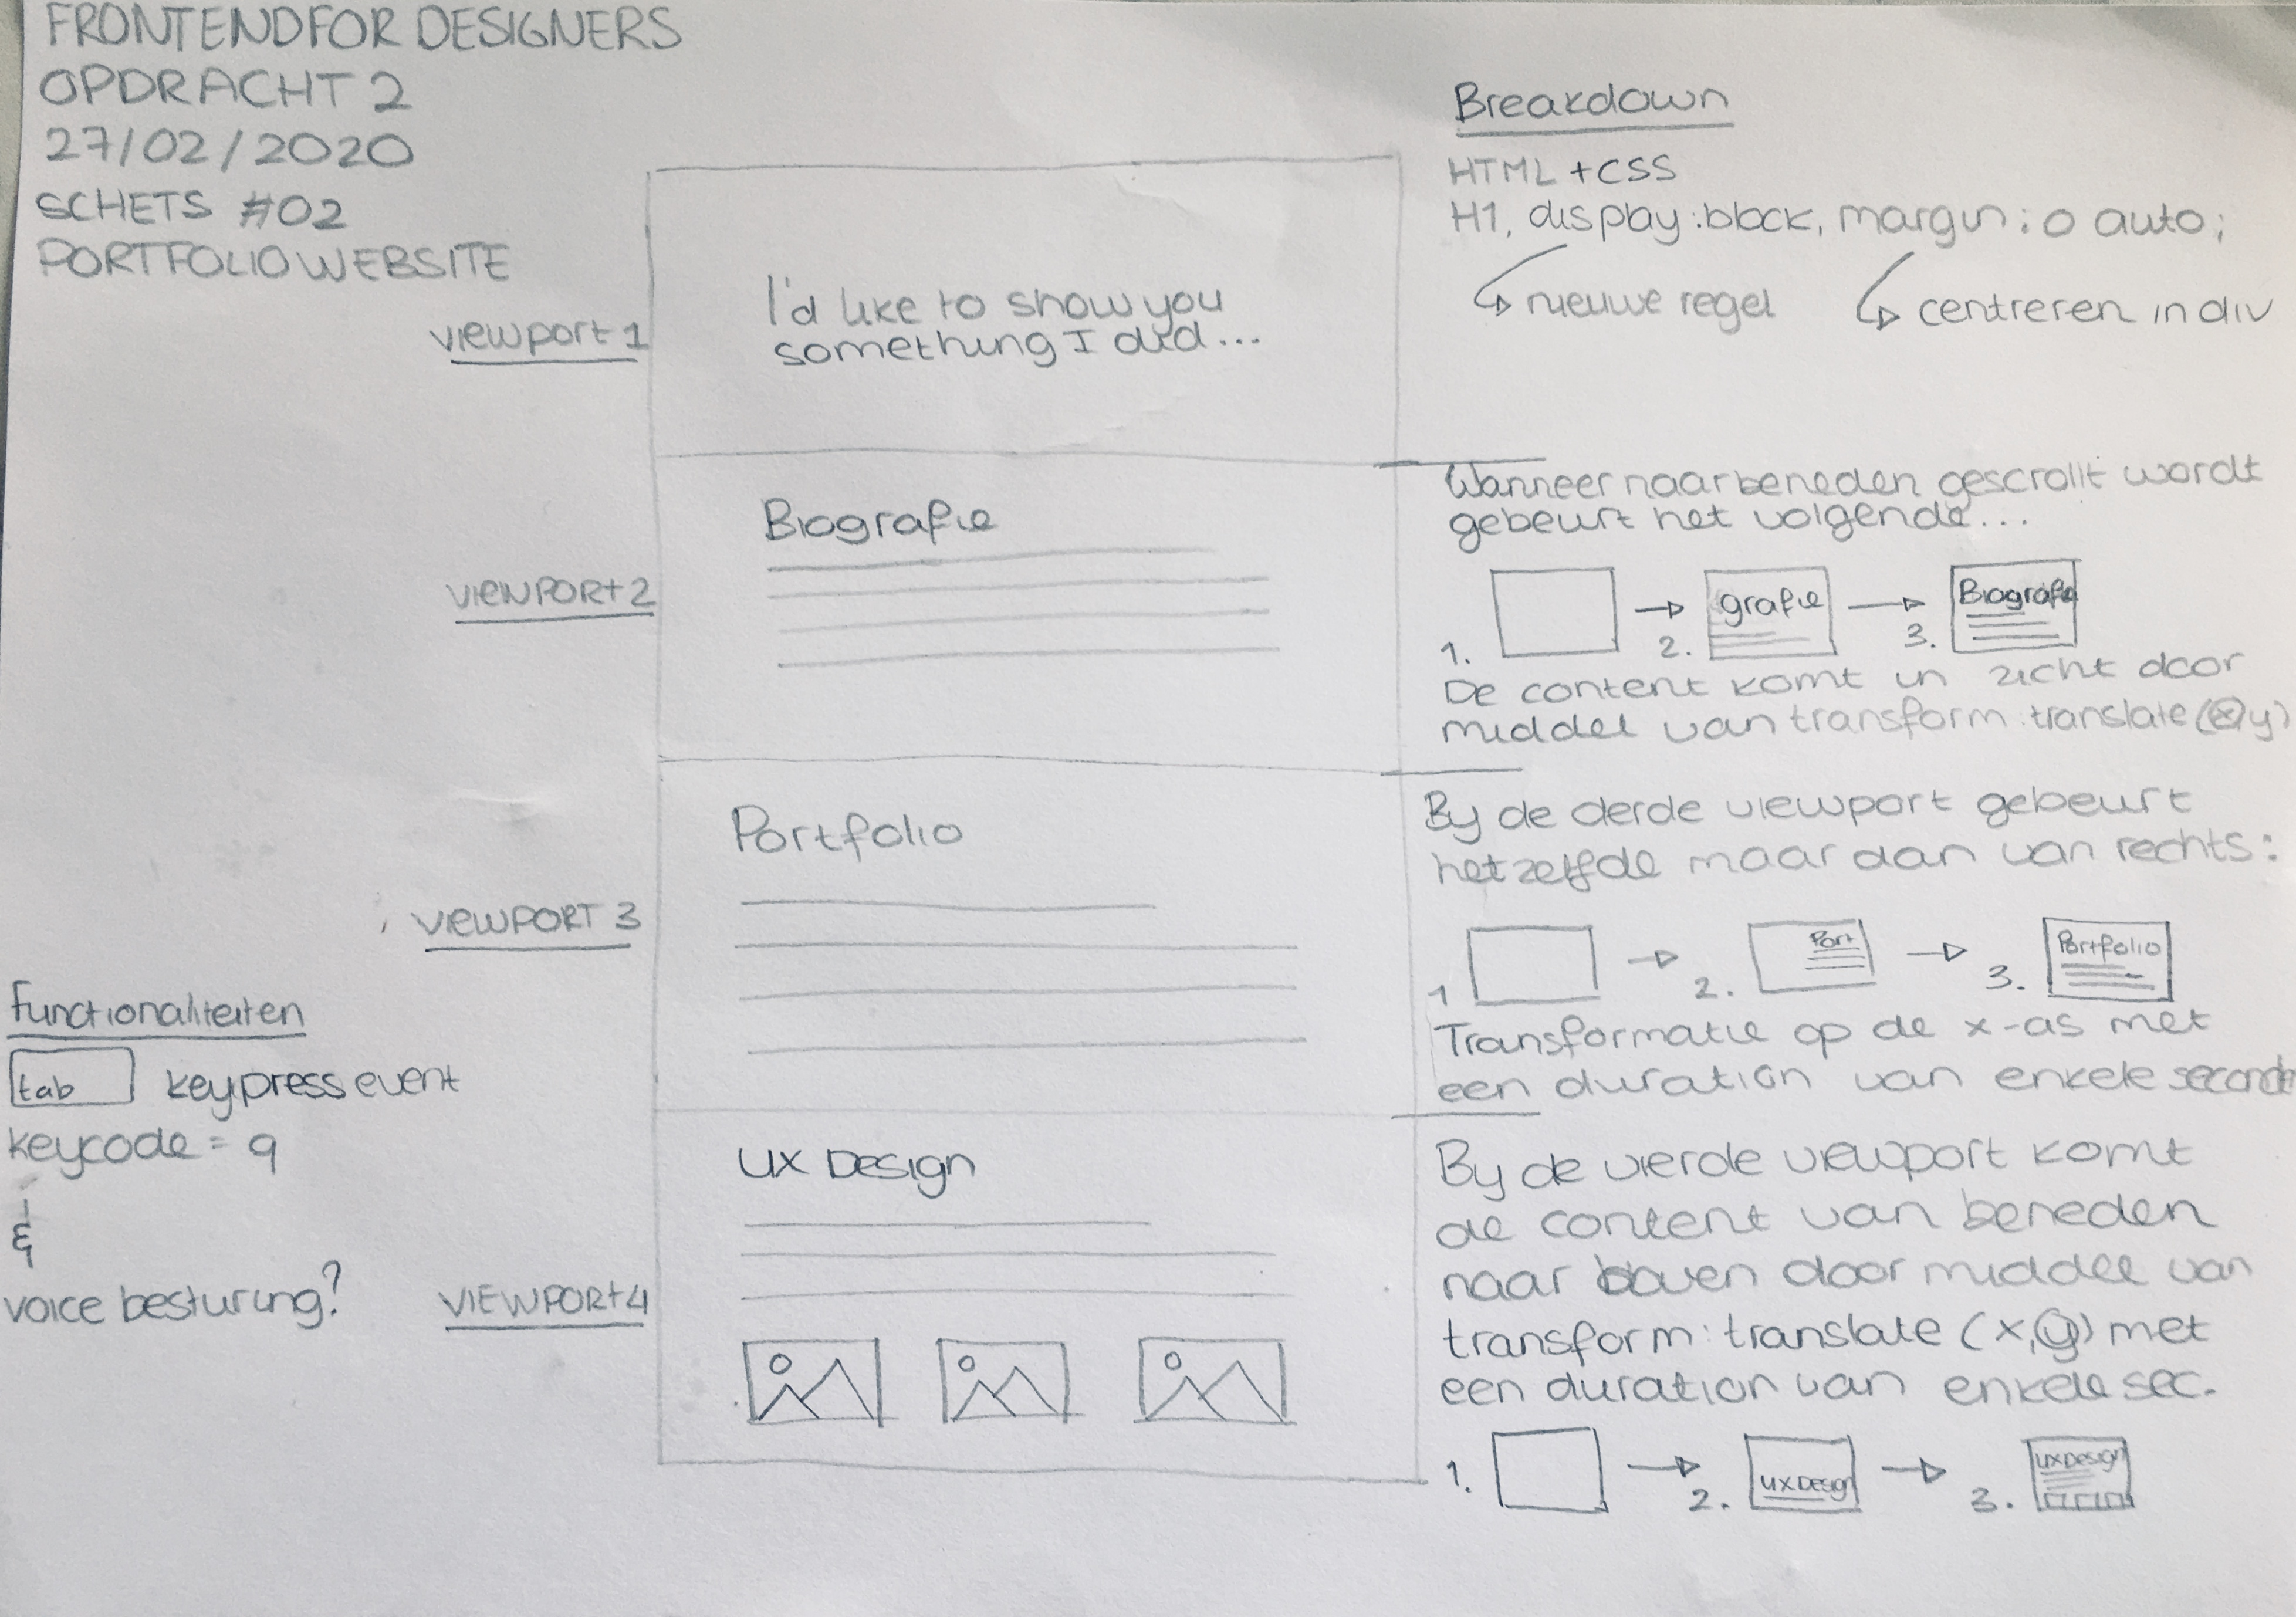 FRONTEND FOR DESIGNERS
OPDRACHT 2
27/02/2020
SCHETS #02
PORTFOLIO WEBSITE
viewport 1
I'd like to show you
something I did...
Breakdown
HTML + CSS
H1, display:block, margin: 0 auto;
nieuwe regel
centreren in div
VIEWPORT 2
Biografie
Wanneer naar beneden gescrollt wordt
gebeurt het volgende...
1.
2. grafie
3. Biografie
De content komt in zicht door
middel van transform:translate(x,y)
VIEWPORT 3
Portfolio
By de derde viewport gebeurt
hetzelfde maar dan van rechts:
1
2. Port
3. Portfolio
Transformatie op de x-as met
een duration van enkele seconde
Functionaliteiten
tab keypress event
keycode = 9
&
voice besturing?
VIEWPORT 4
UX Design
By de vierde viewport komt
de content van beneden
naar boven door middel van
transform:translate (x,y) met
een duration van enkele sec.
1.
2. UX Design
3. UX Design